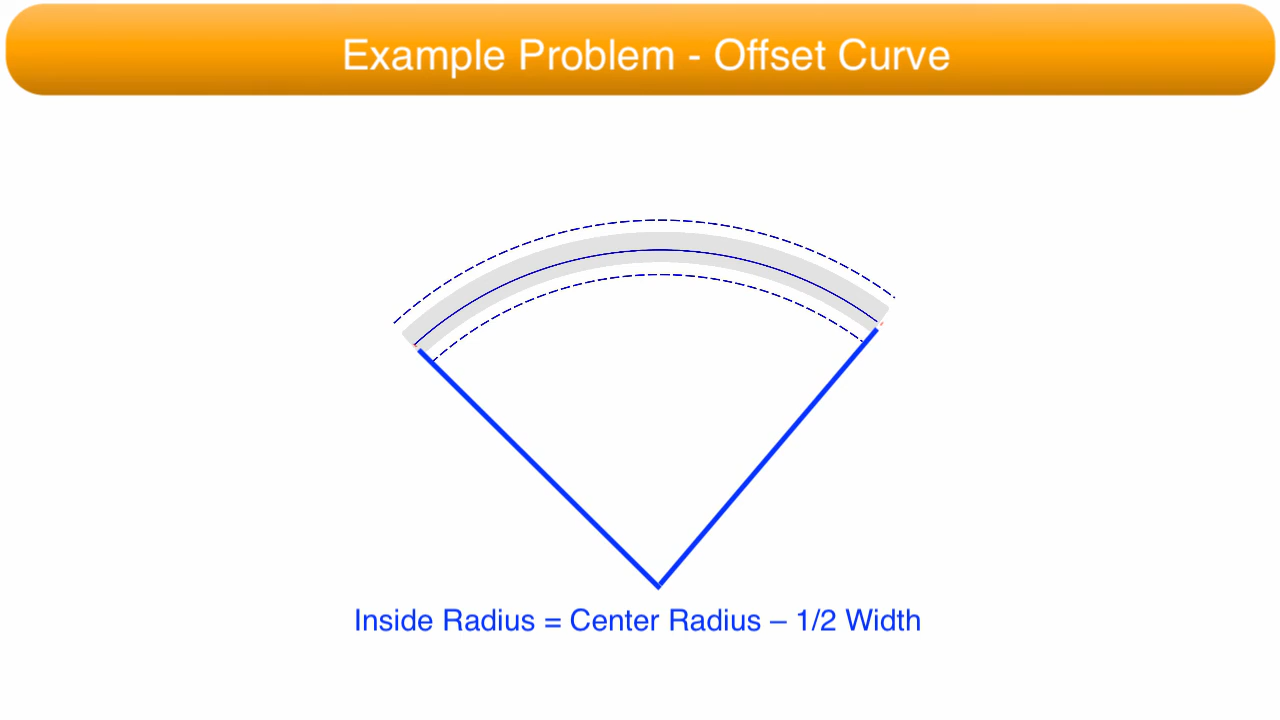 Example Problem - Offset Curve
Inside Radius = Center Radius – 1/2 Width